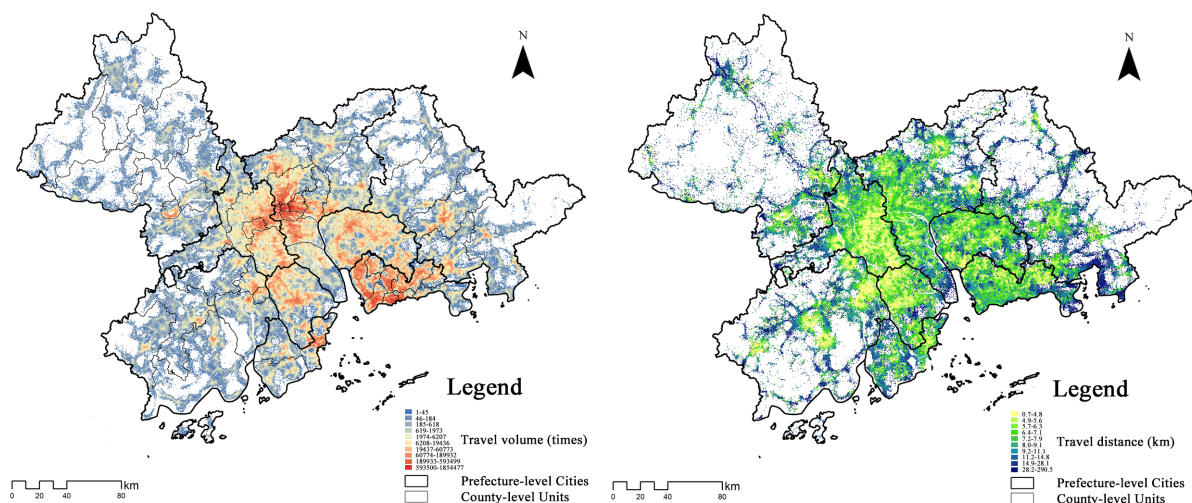 N
Legend
1-45
46-184
185-618
619-1973
1974-6207
6208-19436
19437-60773
60774-189932
189933-593499
593500-1854477
Travel volume (times)
Prefecture-level Cities
County-level Units
km
0 10 20 40 60 80
N
Legend
0.7-4.8
4.9-5.6
5.7-6.3
6.4-7.1
7.2-7.9
8.0-9.1
9.2-11.1
11.2-14.8
14.9-28.1
28.2-290.5
Travel distance (km)
Prefecture-level Cities
County-level Units
km
0 10 20 40 60 80